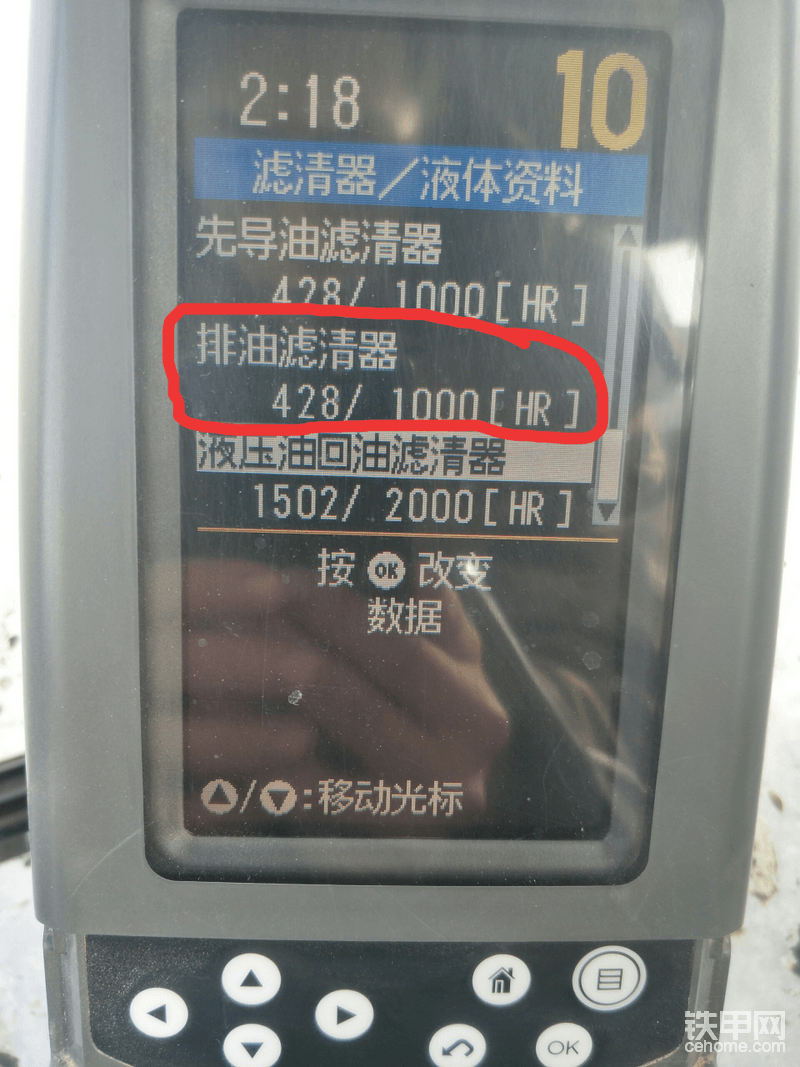 2:18
10
滤清器/液体资料
先导油滤清器
428/ 1000[HR]
排油滤清器
428/ 1000[HR]
液压油回油滤清器
1502/ 2000[HR]
按 OK 改变
数据
▲/▼:移动光标
OK
铁甲网
cehome.com